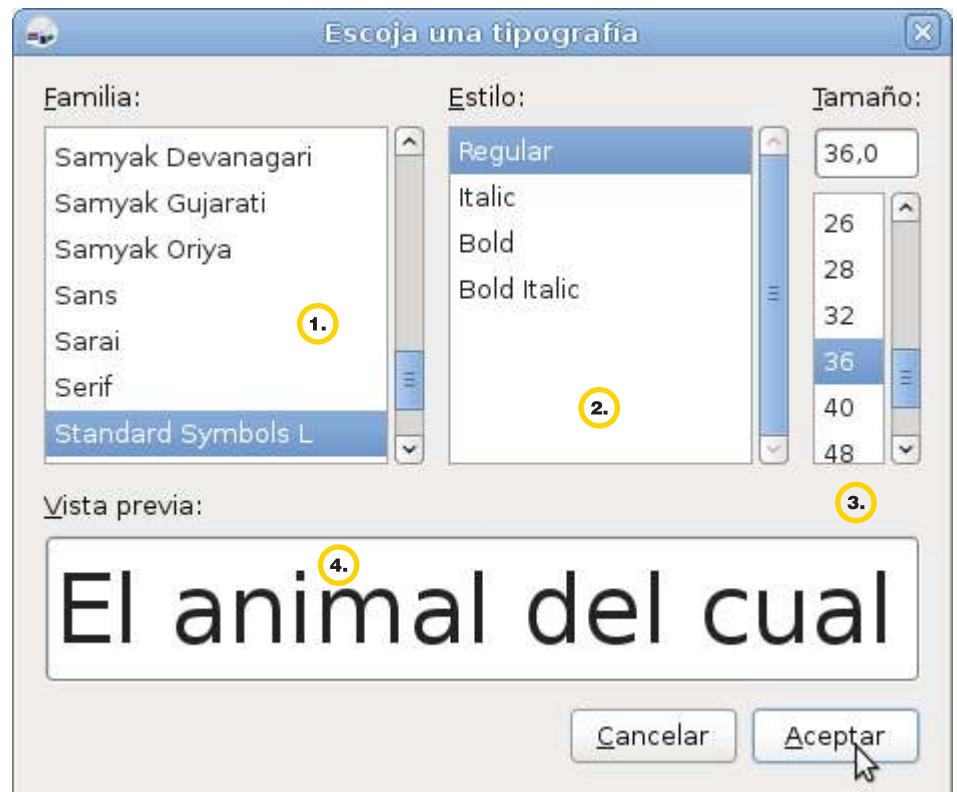 Escoja una tipografía
Familia:
Samyak Devanagari
Samyak Gujarati
Samyak Oriya
Sans
Sarai
Serif
Standard Symbols L
1.
Estilo:
Regular
Italic
Bold
Bold Italic
2.
Tamaño:
36,0
26
28
32
36
40
48
3.
Vista previa:
4.
El animal del cual
Cancelar
Aceptar